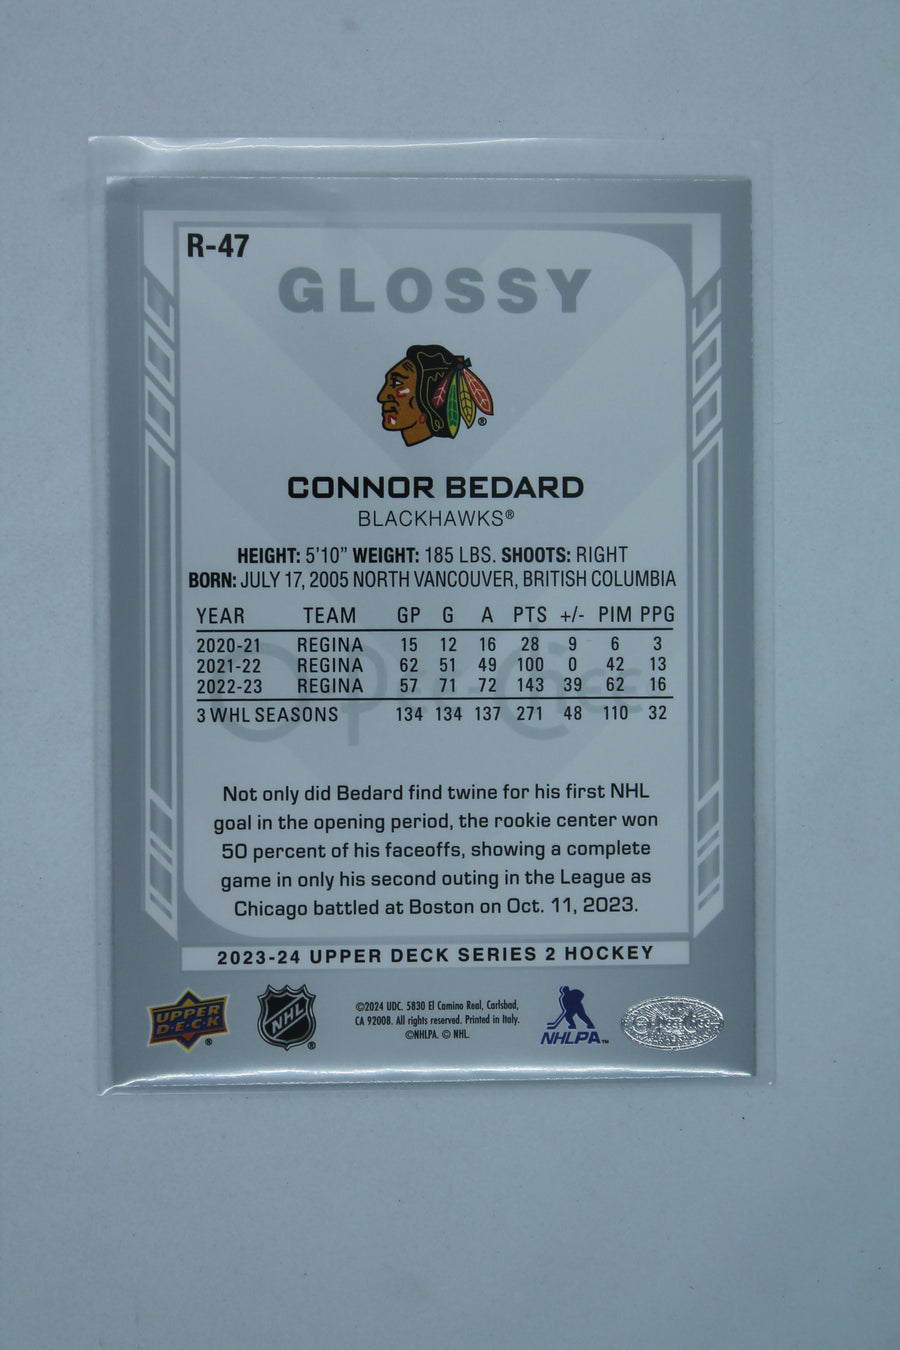 R-47
GLOSSY
®
CONNOR BEDARD
BLACKHAWKS®
HEIGHT: 5'10" WEIGHT: 185 LBS. SHOOTS: RIGHT
BORN: JULY 17, 2005 NORTH VANCOUVER, BRITISH COLUMBIA
YEAR TEAM GP G A PTS +/- PIM PPG
2020-21 REGINA 15 12 16 28 9 6 3
2021-22 REGINA 62 51 49 100 0 42 13
2022-23 REGINA 57 71 72 143 39 62 16
3 WHL SEASONS 134 134 137 271 48 110 32
Not only did Bedard find twine for his first NHL
goal in the opening period, the rookie center won
50 percent of his faceoffs, showing a complete
game in only his second outing in the League as
Chicago battled at Boston on Oct. 11, 2023.
2023-24 UPPER DECK SERIES 2 HOCKEY
UPPER
D·E·C·K
®
NHL
®
©2024 UDC. 5830 El Camino Real, Carlsbad,
CA 92008. All rights reserved. Printed in Italy.
©NHLPA. © NHL.
NHLPA™